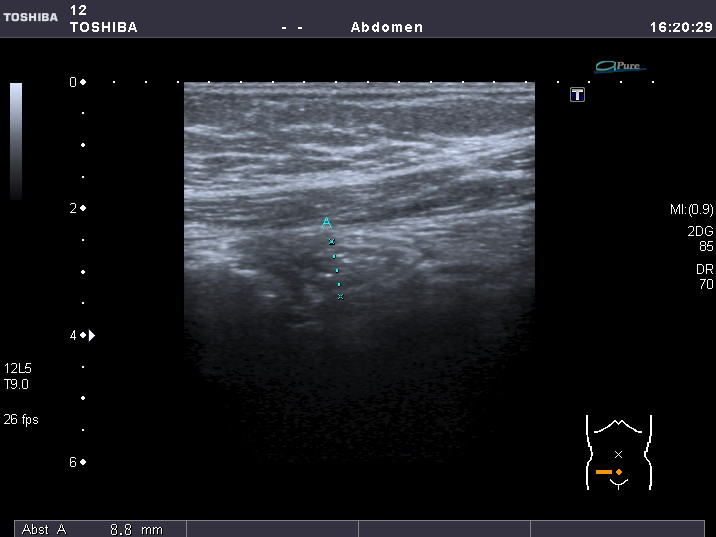 TOSHIBA
12
TOSHIBA - - Abdomen 16:20:29
APure
T
0
2
4
6
A
MI:(0.9)
2DG
85
DR
70
12L5
T9.0
26 fps
Abst A 8.8 mm